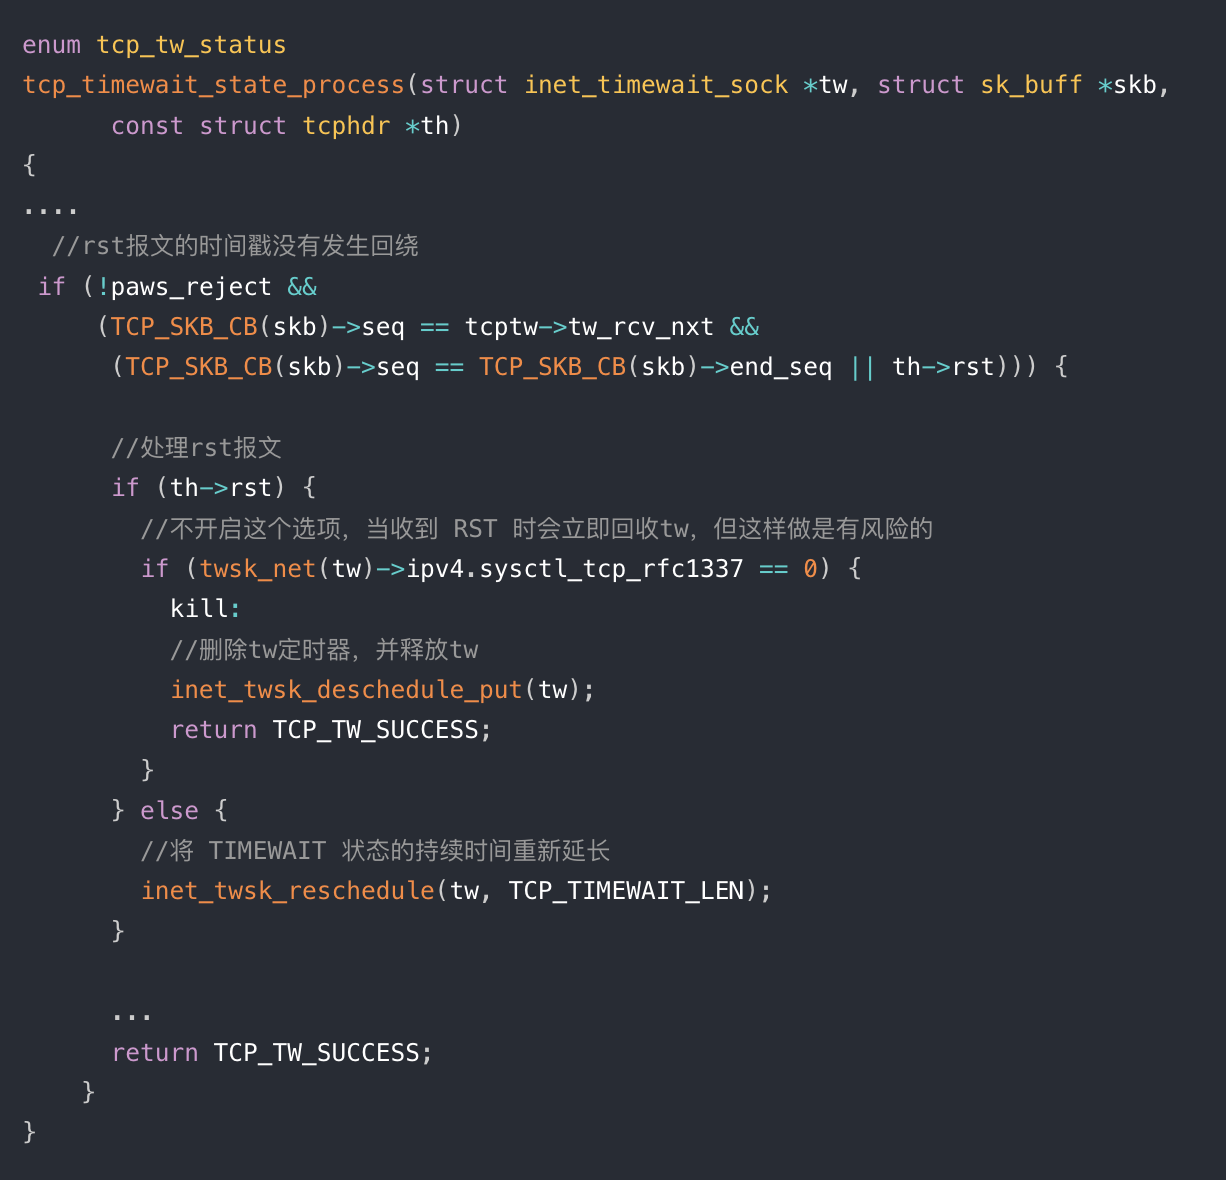 enum tcp_tw_status
tcp_timewait_state_process(struct inet_timewait_sock *tw, struct sk_buff *skb,
      const struct tcphdr *th)
{
....
  //rst报文的时间戳没有发生回绕
 if (!paws_reject &&
     (TCP_SKB_CB(skb)->seq == tcptw->tw_rcv_nxt &&
      (TCP_SKB_CB(skb)->seq == TCP_SKB_CB(skb)->end_seq || th->rst))) {
      //处理rst报文
      if (th->rst) {
        //不开启这个选项，当收到 RST 时会立即回收tw，但这样做是有风险的
        if (twsk_net(tw)->ipv4.sysctl_tcp_rfc1337 == 0) {
          kill:
          //删除tw定时器，并释放tw
          inet_twsk_deschedule_put(tw);
          return TCP_TW_SUCCESS;
        }
      } else {
        //将 TIMEWAIT 状态的持续时间重新延长
        inet_twsk_reschedule(tw, TCP_TIMEWAIT_LEN);
      }
      ...
      return TCP_TW_SUCCESS;
    }
}